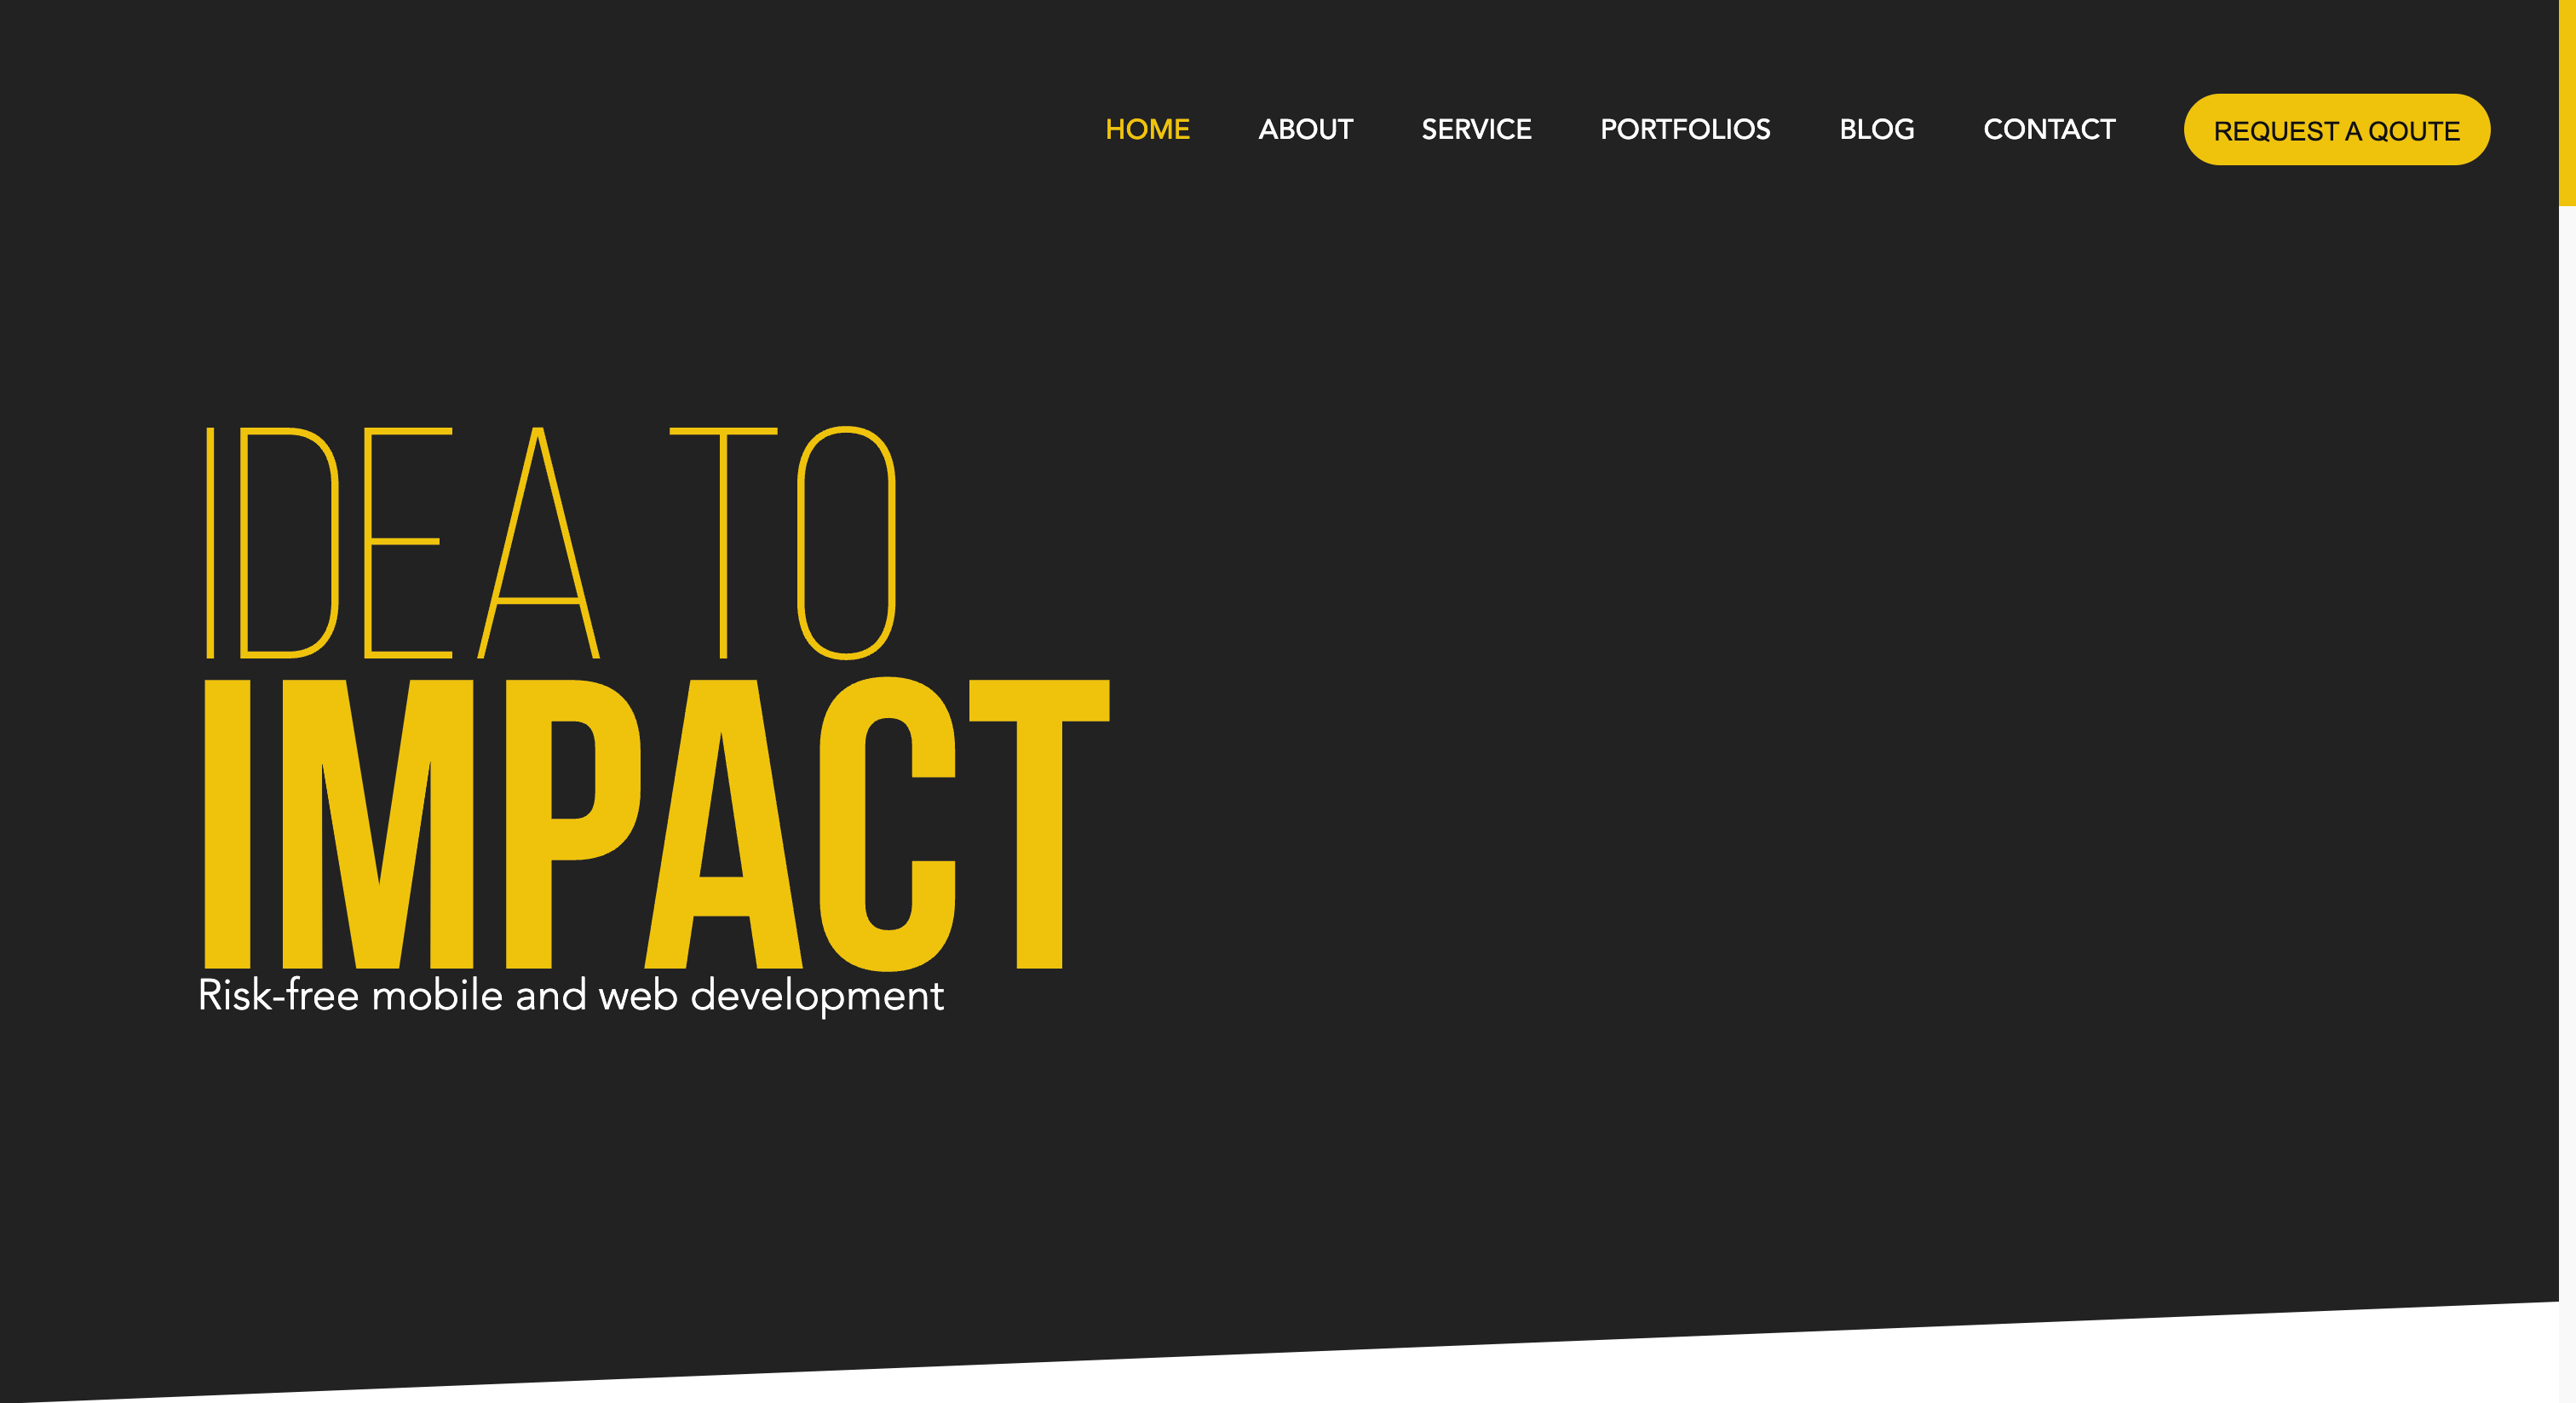 HOME ABOUT SERVICE PORTFOLIOS BLOG CONTACT REQUEST A QOUTE
IDEA TO
IMPACT
Risk-free mobile and web development